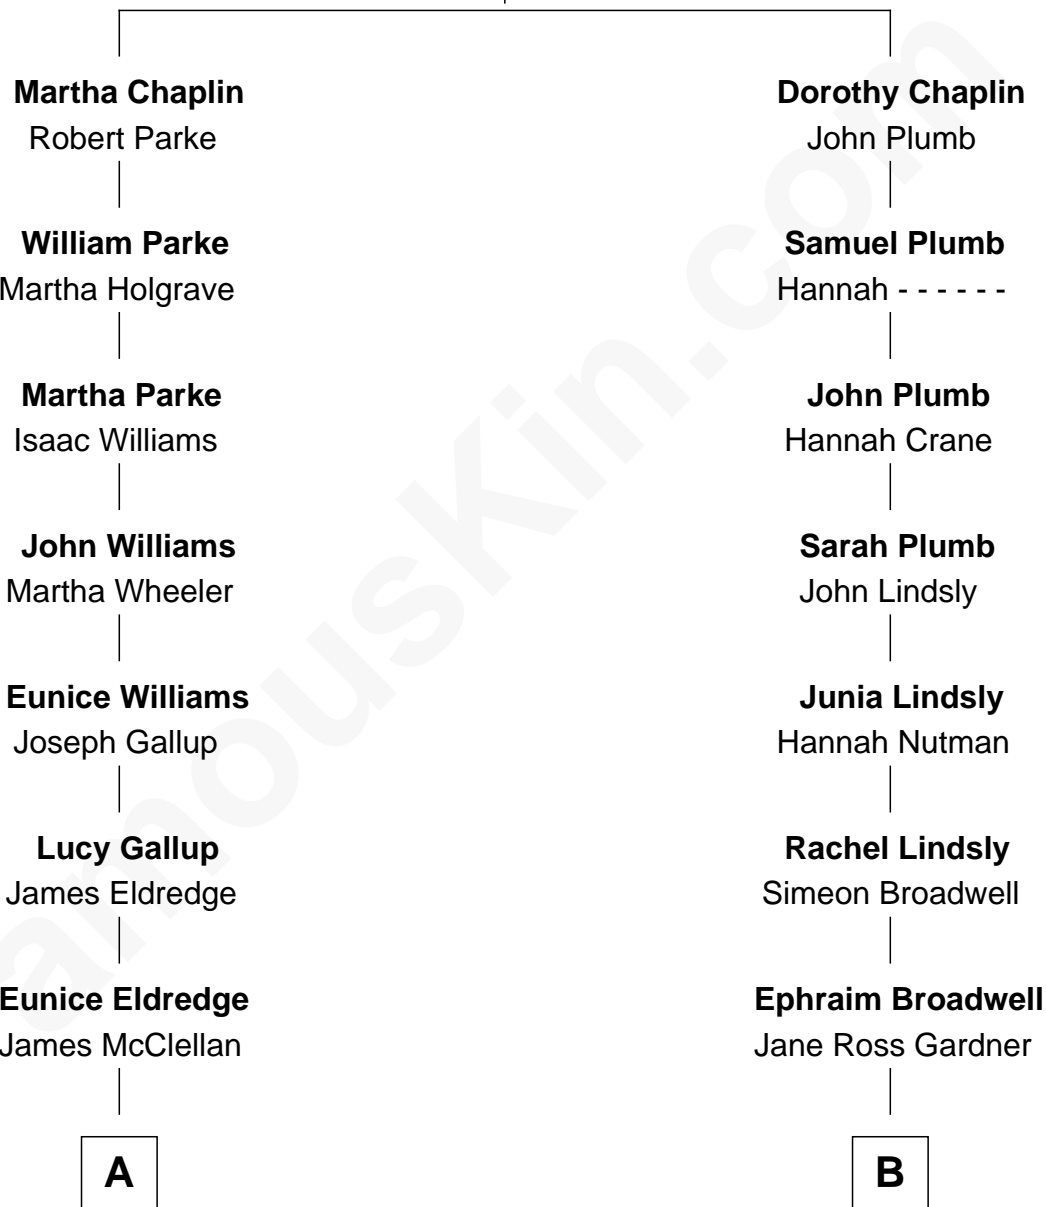 Martha Chaplin
Robert Parke
William Parke
Martha Holgrave
Martha Parke
Isaac Williams
John Williams
Martha Wheeler
Eunice Williams
Joseph Gallup
Lucy Gallup
James Eldredge
Eunice Eldredge
James McClellan
A
Dorothy Chaplin
John Plumb
Samuel Plumb
Hannah - - - - - -
John Plumb
Hannah Crane
Sarah Plumb
John Lindsly
Junia Lindsly
Hannah Nutman
Rachel Lindsly
Simeon Broadwell
Ephraim Broadwell
Jane Ross Gardner
B
amouskin.com